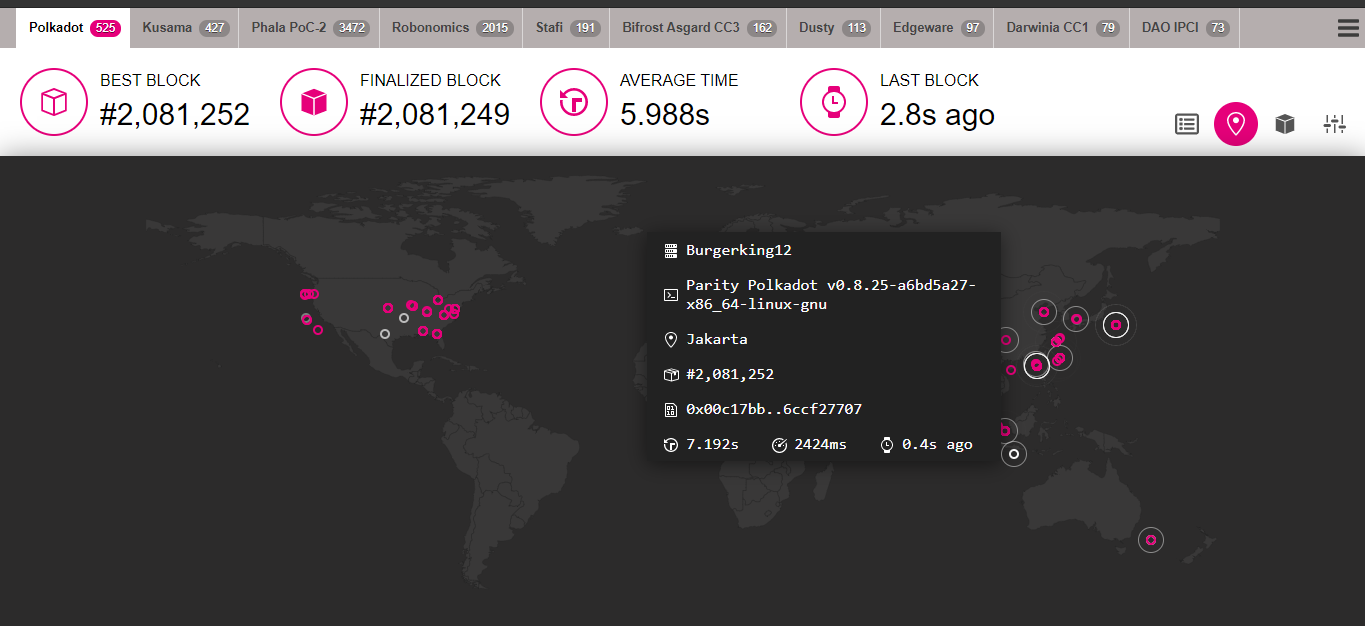 Polkadot 525 Kusama 427 Phala PoC-2 3472 Robonomics 2015 Stafi 191 Bifrost Asgard CC3 162 Dusty 113 Edgeware 97 Darwinia CC1 79 DAO IPCI 73
BEST BLOCK
#2,081,252
FINALIZED BLOCK
#2,081,249
AVERAGE TIME
5.988s
LAST BLOCK
2.8s ago
Burgerking12
Parity Polkadot v0.8.25-a6bd5a27-
x86_64-linux-gnu
Jakarta
#2,081,252
0x00c17bb..6ccf27707
7.192s 2424ms 0.4s ago